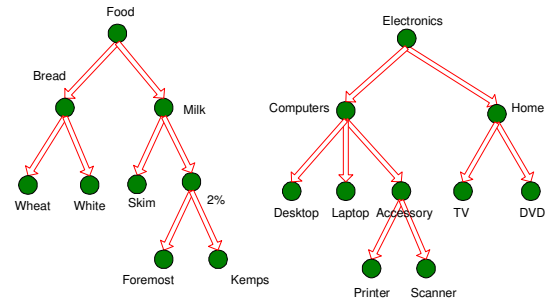 Food
Electronics
Bread
Milk
Computers
Home
Wheat
White
Skim
2%
Desktop
Laptop
Accessory
TV
DVD
Foremost
Kemps
Printer
Scanner